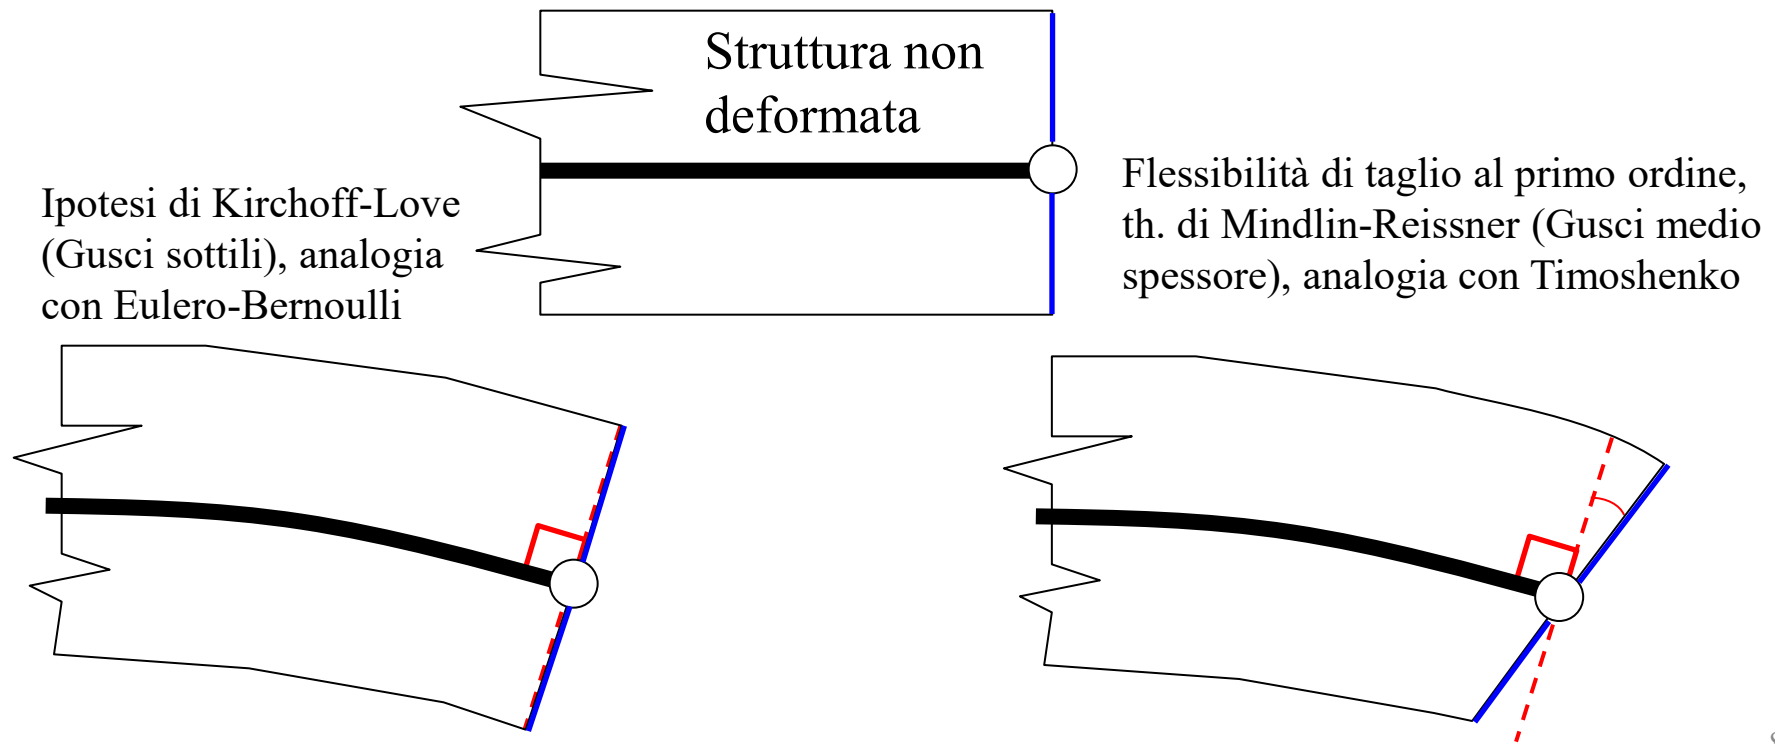 Struttura non
deformata
Ipotesi di Kirchoff-Love
(Gusci sottili), analogia
con Eulero-Bernoulli
Flessibilità di taglio al primo ordine,
th. di Mindlin-Reissner (Gusci medio
spessore), analogia con Timoshenko